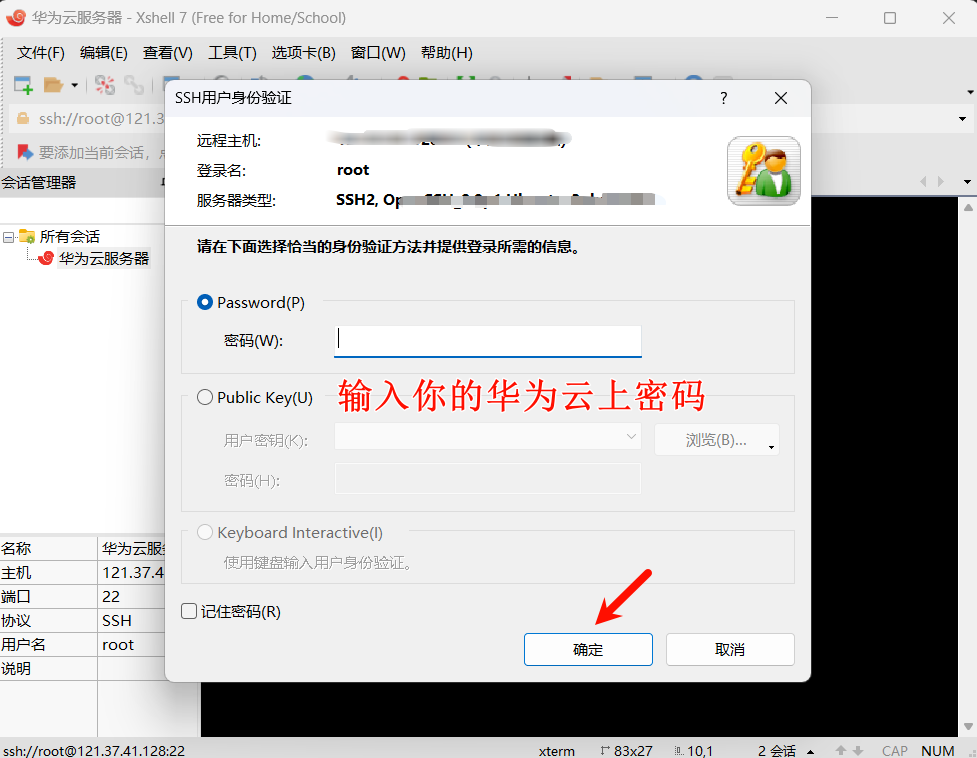 华为云服务器 - Xshell 7 (Free for Home/School)
文件(F) 编辑(E) 查看(V) 工具(T) 选项卡(B) 窗口(W) 帮助(H)
ssh://root@121.3
要添加当前会话，
会话管理器
所有会话
华为云服务器
SSH用户身份验证
?
远程主机:
登录名: root
服务器类型: SSH2,
请在下面选择恰当的身份验证方法并提供登录所需的信息。
Password(P)
密码(W):
输入你的华为云上密码
Public Key(U)
用户密钥(K): 浏览(B)...
密码(H):
Keyboard Interactive(I)
使用键盘输入用户身份验证。
记住密码(R)
确定 取消
名称 华为云服
主机 121.37.4
端口 22
协议 SSH
用户名 root
说明
ssh://root@121.37.41.128:22 xterm 83x27 10,1 2 会话 CAP NUM